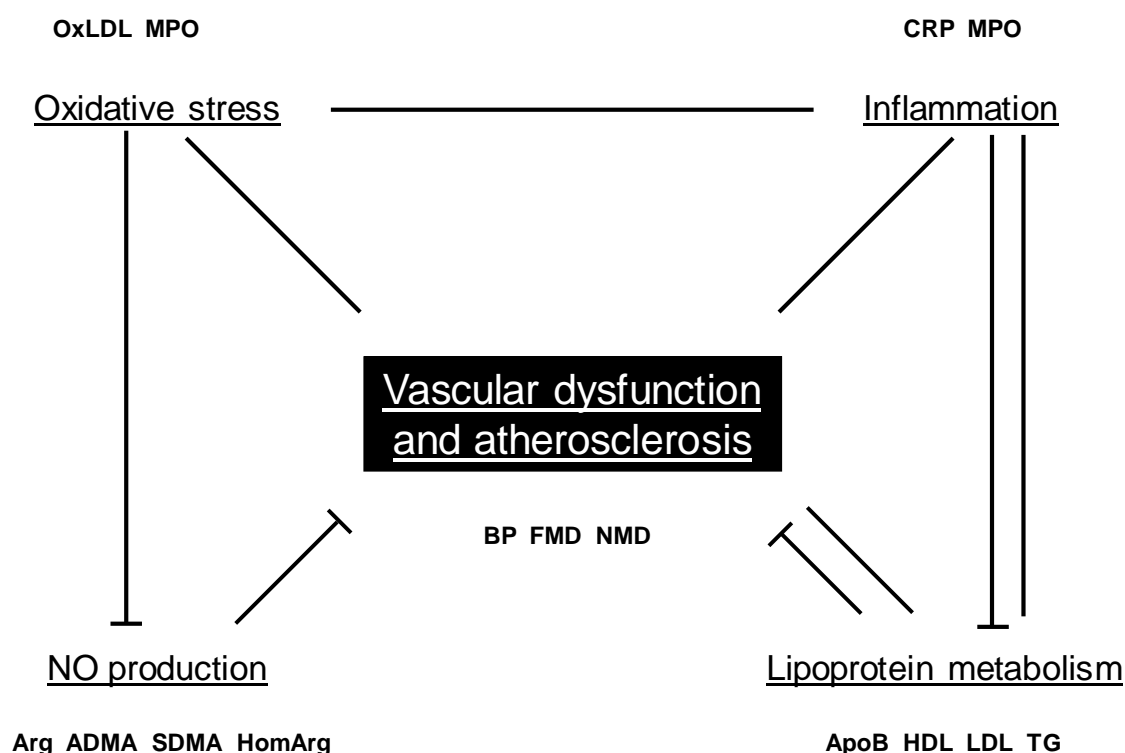 OxLDL MPO
CRP MPO
Oxidative stress
Inflammation
Vascular dysfunction
and atherosclerosis
BP FMD NMD
NO production
Lipoprotein metabolism
Arg ADMA SDMA HomArg
ApoB HDL LDL TG